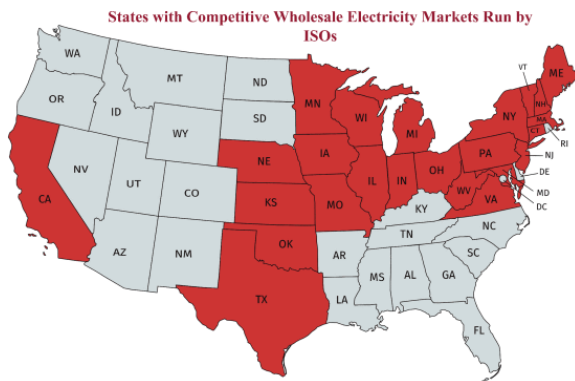 States with Competitive Wholesale Electricity Markets Run by
ISOs
WA
MT
ND
MN
VT
ME
OR
ID
SD
WI
MI
NY
NH
MA
CT
RI
WY
NE
IA
PA
NJ
NV
UT
CO
IL
IN
OH
WV
DE
MD
DC
CA
KS
MO
KY
VA
AZ
NM
OK
AR
TN
NC
SC
TX
LA
MS
AL
GA
FL